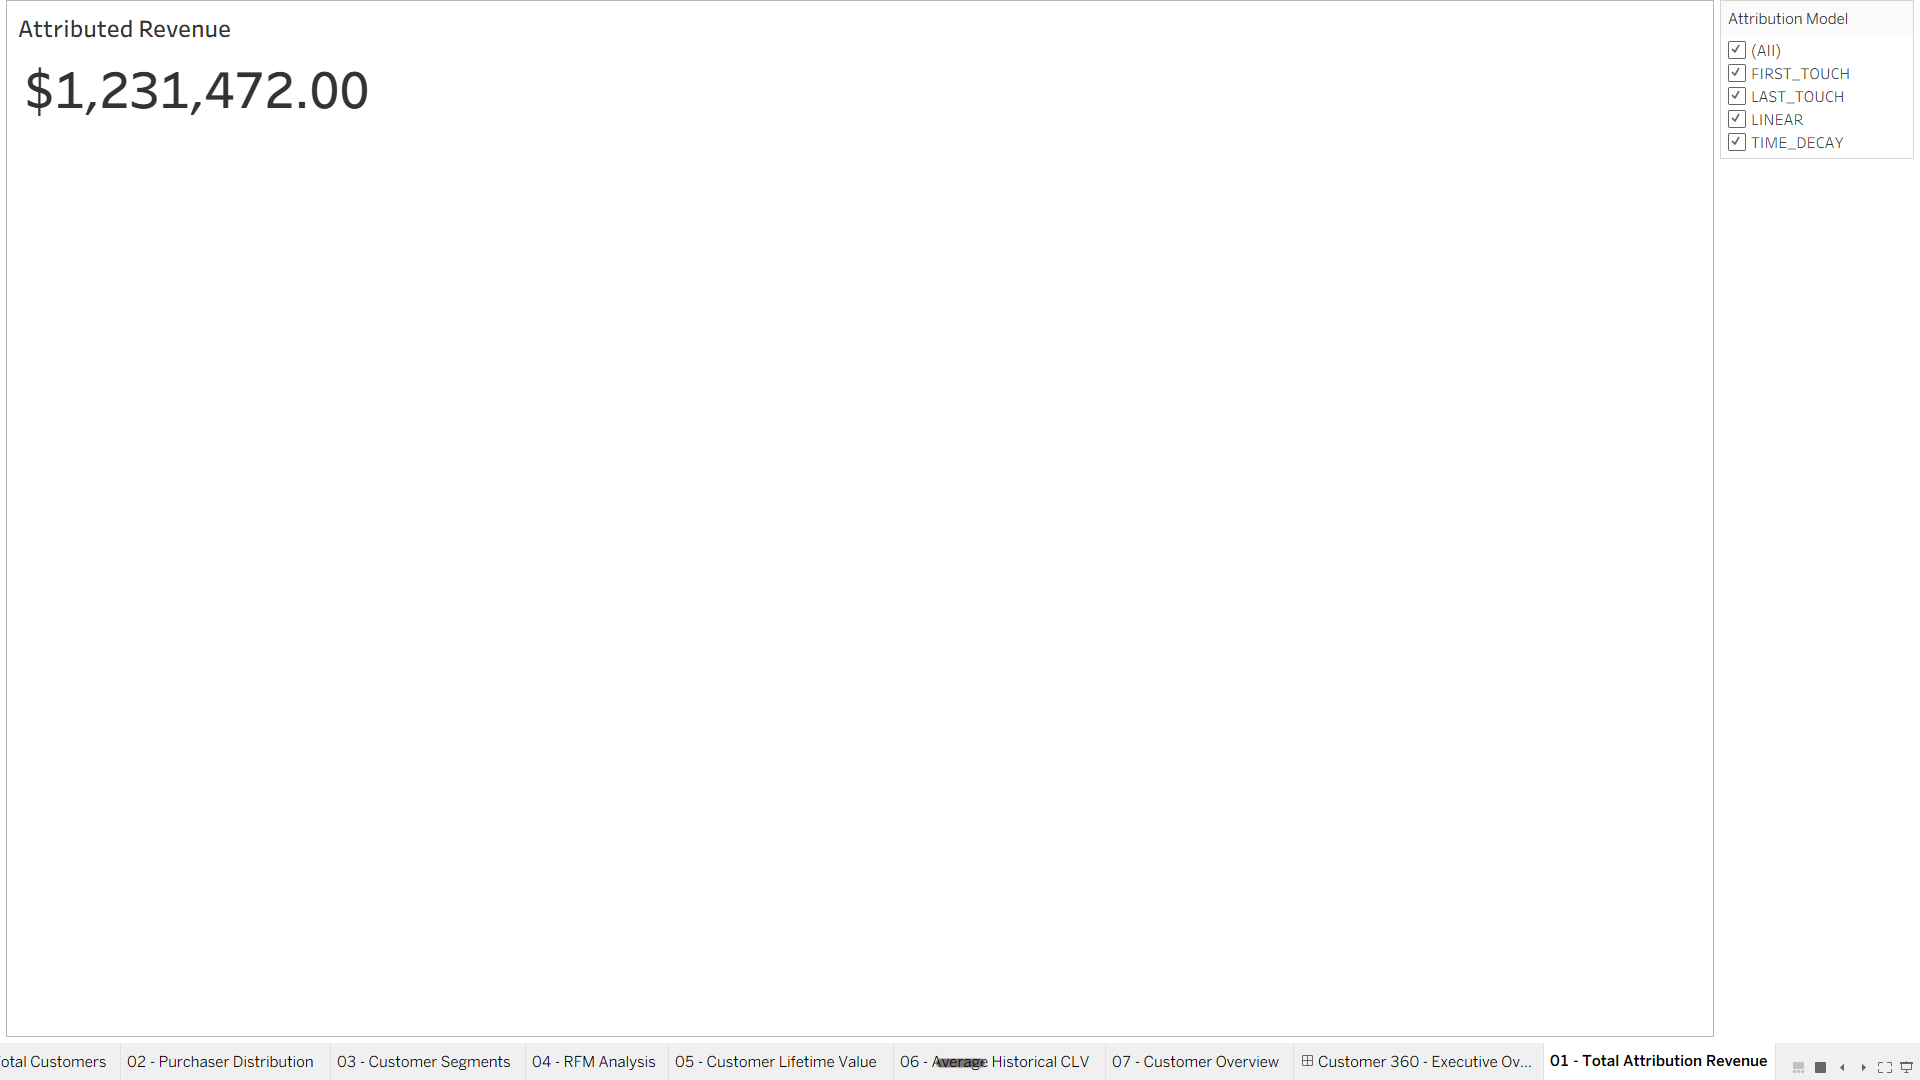 Attributed Revenue
$1,231,472.00
Attribution Model
(All)
FIRST_TOUCH
LAST_TOUCH
LINEAR
TIME_DECAY
otal Customers
02 - Purchaser Distribution
03 - Customer Segments
04 - RFM Analysis
05 - Customer Lifetime Value
06 - Average Historical CLV
07 - Customer Overview
Customer 360 - Executive Ov...
01 - Total Attribution Revenue